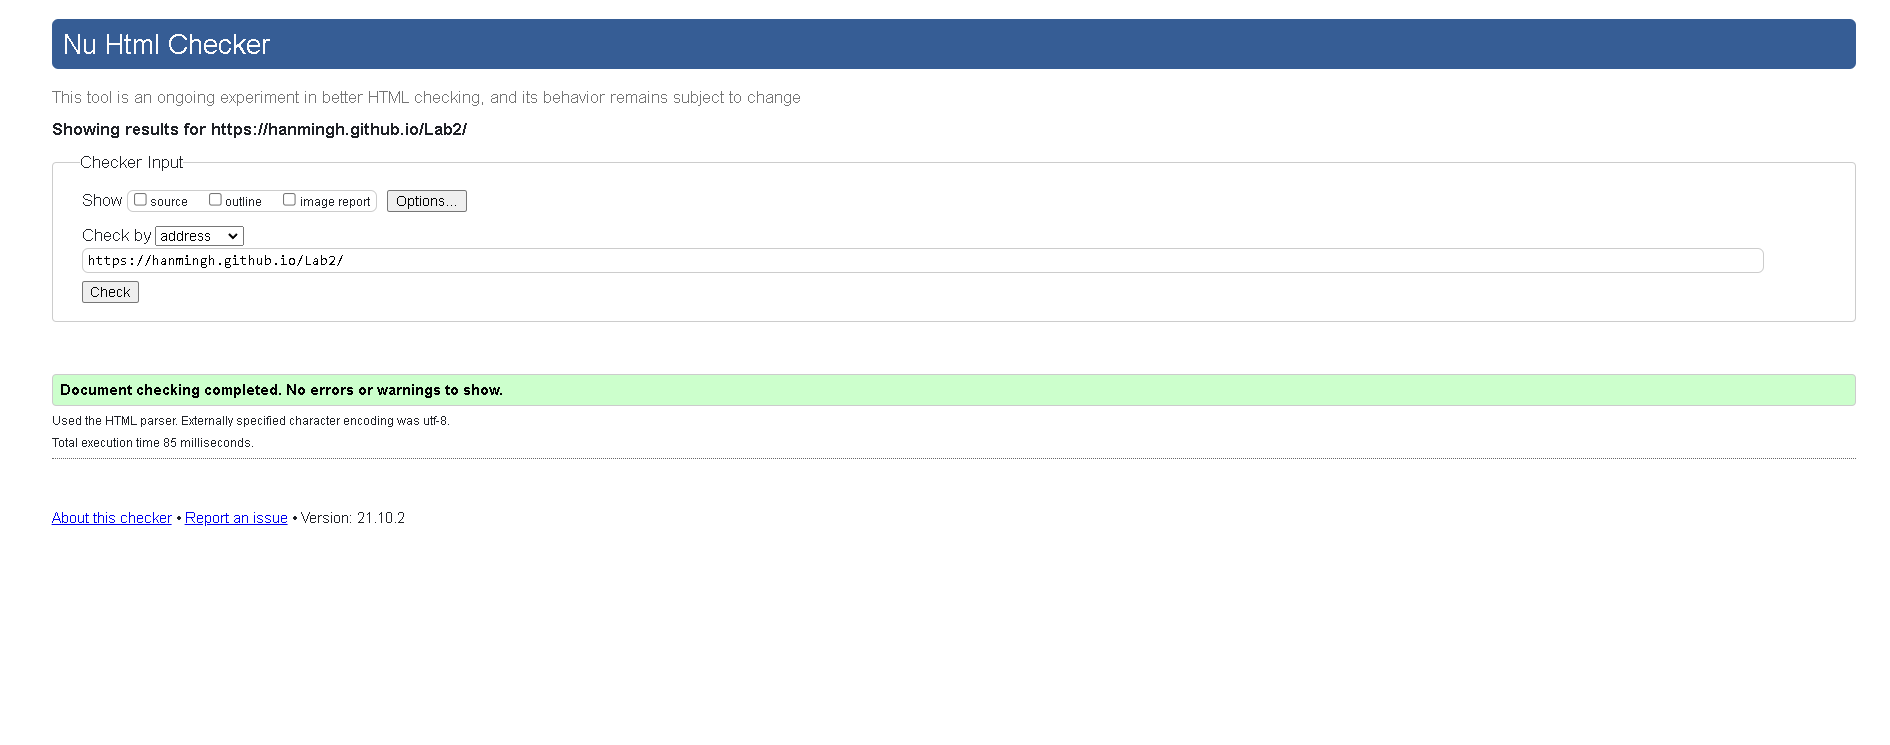 Nu Html Checker
This tool is an ongoing experiment in better HTML checking, and its behavior remains subject to change
Showing results for https://hanmingh.github.io/Lab2/
Checker Input
Show source outline image report Options...
Check by address
https://hanmingh.github.io/Lab2/
Check
Document checking completed. No errors or warnings to show.
Used the HTML parser. Externally specified character encoding was utf-8.
Total execution time 85 milliseconds.
About this checker • Report an issue • Version: 21.10.2